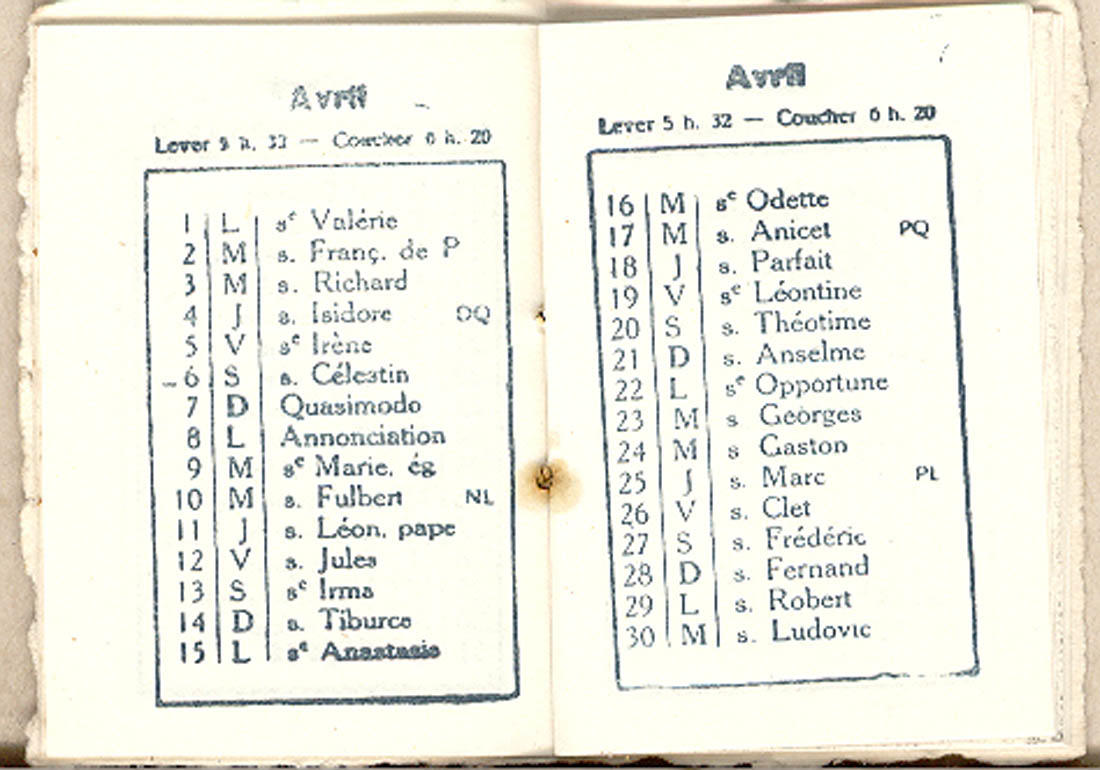 Avril
Lever 5 h. 32 — Coucher 6 h. 20
1 L sᵉ Valérie
2 M s. Franç. de P
3 M s. Richard
4 J s. Isidore DQ
5 V sᵉ Irène
6 S s. Célestin
7 D Quasimodo
8 L Annonciation
9 M sᵉ Marie. ég
10 M s. Fulbert NL
11 J s. Léon. pape
12 V s. Jules
13 S sᵉ Irma
14 D s. Tiburce
15 L sᵉ Anastasie
Avril
Lever 5 h. 32 — Coucher 6 h. 20
16 M sᵉ Odette
17 M s. Anicet PQ
18 J s. Parfait
19 V sᵉ Léontine
20 S s. Théotime
21 D s. Anselme
22 L sᵉ Opportune
23 M s Georges
24 M s Gaston
25 J s. Marc PL
26 V s. Clet
27 S s. Frédéric
28 D s. Fernand
29 L s. Robert
30 M s. Ludovic